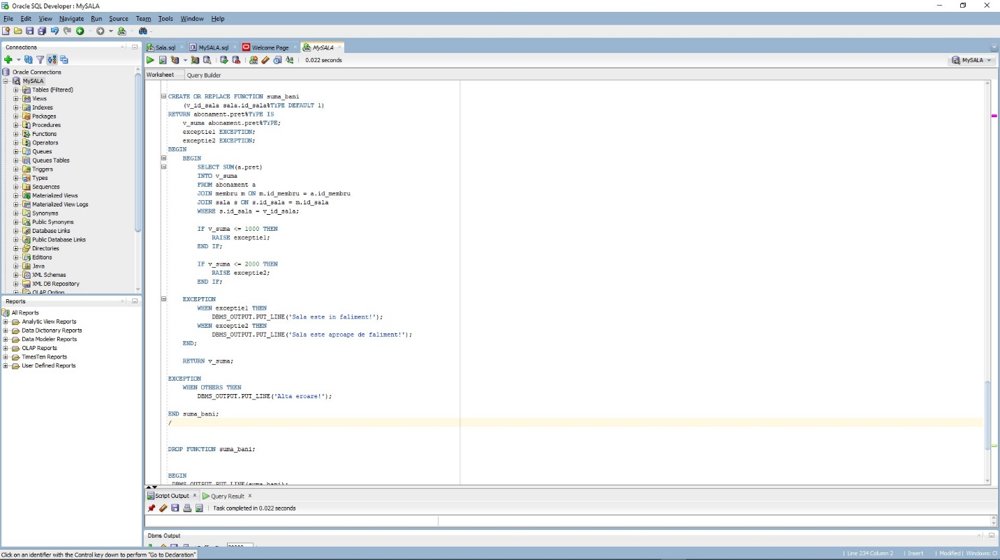 Oracle SQL Developer : MySALA
File Edit View Navigate Run Source Team Tools Window Help
Connections
Oracle Connections
MySALA
Tables (Filtered)
Views
Indexes
Packages
Procedures
Functions
Operators
Queues
Queues Tables
Triggers
Types
Sequences
Materialized Views
Materialized View Logs
Synonyms
Public Synonyms
Database Links
Public Database Links
Directories
Editions
Java
XML Schemas
XML DB Repository
OLAP Option
Reports
All Reports
Analytic View Reports
Data Dictionary Reports
Data Modeler Reports
OLAP Reports
TimesTen Reports
User Defined Reports
Sala.sql MySALA.sql Welcome Page MySALA
0.022 seconds MySALA
Worksheet Query Builder
CREATE OR REPLACE FUNCTION suma_bani
(v_id_sala sala.id_sala%TYPE DEFAULT 1)
RETURN abonament.pret%TYPE IS
v_suma abonament.pret%TYPE;
exceptie1 EXCEPTION;
exceptie2 EXCEPTION;
BEGIN
BEGIN
SELECT SUM(a.pret)
INTO v_suma
FROM abonament a
JOIN membru m ON m.id_membru = a.id_membru
JOIN sala s ON s.id_sala = m.id_sala
WHERE s.id_sala = v_id_sala;
IF v_suma <= 1000 THEN
RAISE exceptie1;
END IF;
IF v_suma <= 2000 THEN
RAISE exceptie2;
END IF;
EXCEPTION
WHEN exceptie1 THEN
DBMS_OUTPUT.PUT_LINE('Sala este in faliment!');
WHEN exceptie2 THEN
DBMS_OUTPUT.PUT_LINE('Sala este aproape de faliment!');
END;
RETURN v_suma;
EXCEPTION
WHEN OTHERS THEN
DBMS_OUTPUT.PUT_LINE('Alta eroare!');
END suma_bani;
/
DROP FUNCTION suma_bani;
BEGIN
DBMS_OUTPUT.PUT_LINE(suma_bani);
Script Output Query Result
Task completed in 0.022 seconds
Dbms Output
Click on an identifier with the Control key down to perform "Go to Declaration"
Line 234 Column 2 Insert Modified Windows: C